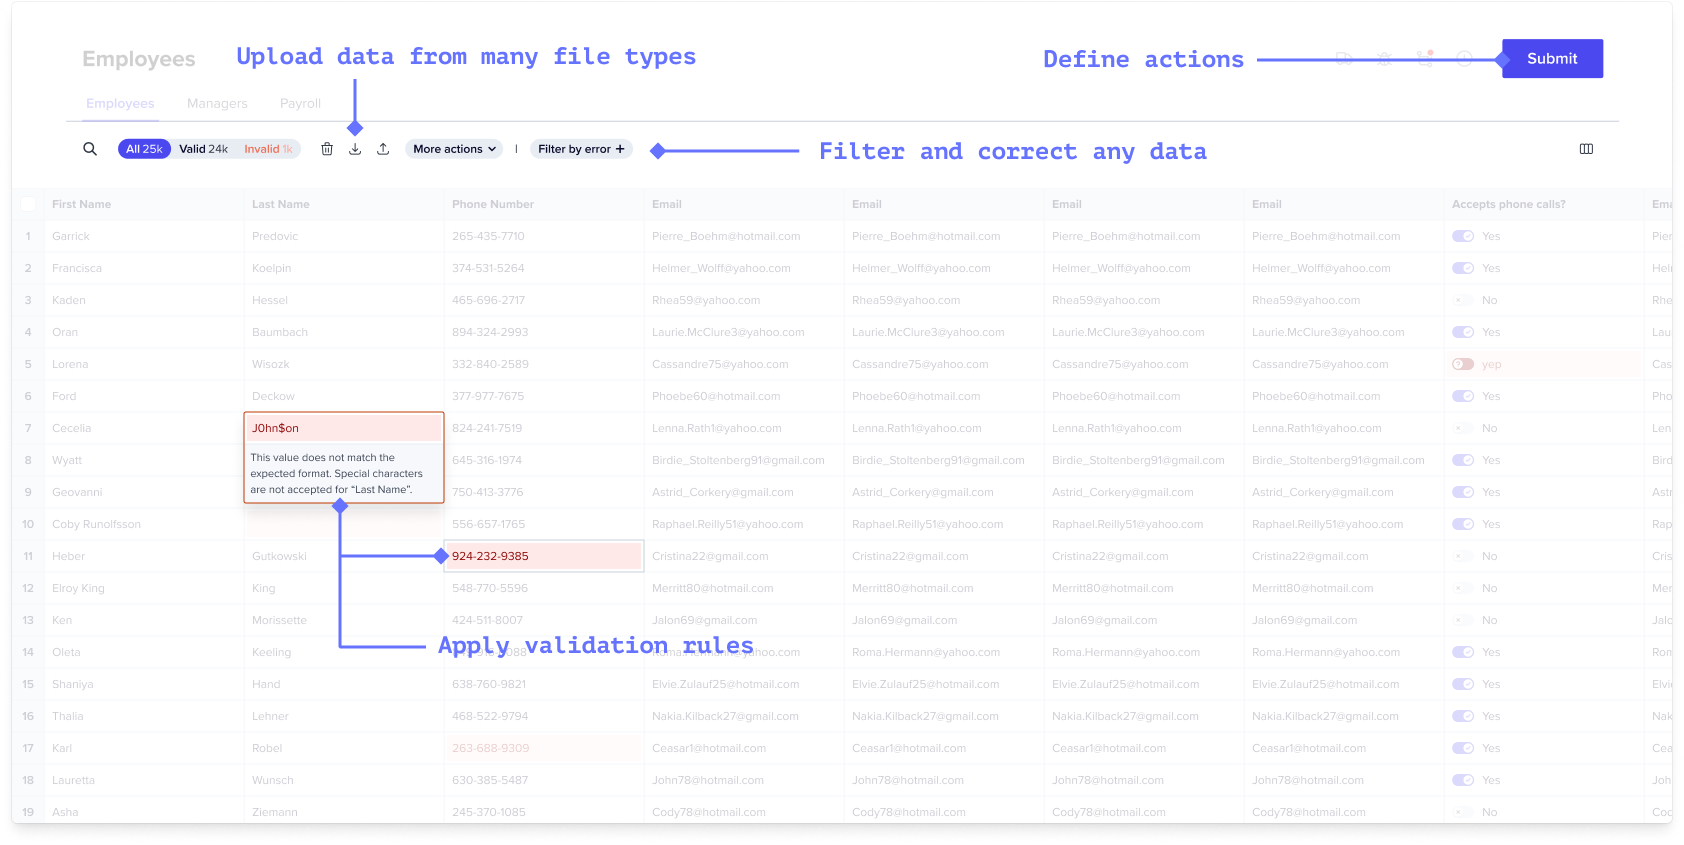 Employees
Upload data from many file types
Define actions
Submit
Employees Managers Payroll
All 25k Valid 24k Invalid 1k More actions | Filter by error +
Filter and correct any data
First Name Last Name Phone Number Email Email Email Email Accepts phone calls? Ema
1 Garrick Predovic 265-435-7710 Pierre_Boehm@hotmail.com Pierre_Boehm@hotmail.com Pierre_Boehm@hotmail.com Pierre_Boehm@hotmail.com Yes Pier
2 Francisca Koelpin 374-531-5264 Helmer_Wolff@yahoo.com Helmer_Wolff@yahoo.com Helmer_Wolff@yahoo.com Helmer_Wolff@yahoo.com Yes Helr
3 Kaden Hessel 465-696-2717 Rhea59@yahoo.com Rhea59@yahoo.com Rhea59@yahoo.com Rhea59@yahoo.com No Rhe
4 Oran Baumbach 894-324-2993 Laurie.McClure3@yahoo.com Laurie.McClure3@yahoo.com Laurie.McClure3@yahoo.com Laurie.McClure3@yahoo.com Yes Lau
5 Lorena Wisozk 332-840-2589 Cassandre75@yahoo.com Cassandre75@yahoo.com Cassandre75@yahoo.com Cassandre75@yahoo.com yep Cas
6 Ford Deckow 377-977-7675 Phoebe60@hotmail.com Phoebe60@hotmail.com Phoebe60@hotmail.com Phoebe60@hotmail.com Yes Pho
7 Cecelia J0hn$on 824-241-7519 Lenna.Rath1@yahoo.com Lenna.Rath1@yahoo.com Lenna.Rath1@yahoo.com Lenna.Rath1@yahoo.com No Len
This value does not match the
expected format. Special characters
are not accepted for “Last Name”.
8 Wyatt 645-316-1974 Birdie_Stoltenberg91@gmail.com Birdie_Stoltenberg91@gmail.com Birdie_Stoltenberg91@gmail.com Birdie_Stoltenberg91@gmail.com Yes Bird
9 Geovanni 750-413-3776 Astrid_Corkery@gmail.com Astrid_Corkery@gmail.com Astrid_Corkery@gmail.com Astrid_Corkery@gmail.com Yes Astr
10 Coby Runolfsson 556-657-1765 Raphael.Reilly51@yahoo.com Raphael.Reilly51@yahoo.com Raphael.Reilly51@yahoo.com Raphael.Reilly51@yahoo.com Yes Rap
11 Heber Gutkowski 924-232-9385 Cristina22@gmail.com Cristina22@gmail.com Cristina22@gmail.com Cristina22@gmail.com No Cris
12 Elroy King King 548-770-5596 Merritt80@hotmail.com Merritt80@hotmail.com Merritt80@hotmail.com Merritt80@hotmail.com No Mer
13 Ken Morissette 424-511-8007 Jalon69@gmail.com Jalon69@gmail.com Jalon69@gmail.com Jalon69@gmail.com No Jalo
Apply validation rules
14 Oleta Keeling Roma.Hermann@yahoo.com Roma.Hermann@yahoo.com Roma.Hermann@yahoo.com Roma.Hermann@yahoo.com Yes Rom
15 Shaniya Hand 638-760-9821 Elvie.Zulauf25@hotmail.com Elvie.Zulauf25@hotmail.com Elvie.Zulauf25@hotmail.com Elvie.Zulauf25@hotmail.com Yes Elvi
16 Thalia Lehner 468-522-9794 Nakia.Kilback27@gmail.com Nakia.Kilback27@gmail.com Nakia.Kilback27@gmail.com Nakia.Kilback27@gmail.com Yes Nak
17 Karl Robel 263-688-9309 Ceasar1@hotmail.com Ceasar1@hotmail.com Ceasar1@hotmail.com Ceasar1@hotmail.com Yes Cea
18 Lauretta Wunsch 630-385-5487 John78@hotmail.com John78@hotmail.com John78@hotmail.com John78@hotmail.com Yes Joh
19 Asha Ziemann 245-370-1085 Cody78@hotmail.com Cody78@hotmail.com Cody78@hotmail.com Cody78@hotmail.com No Cod